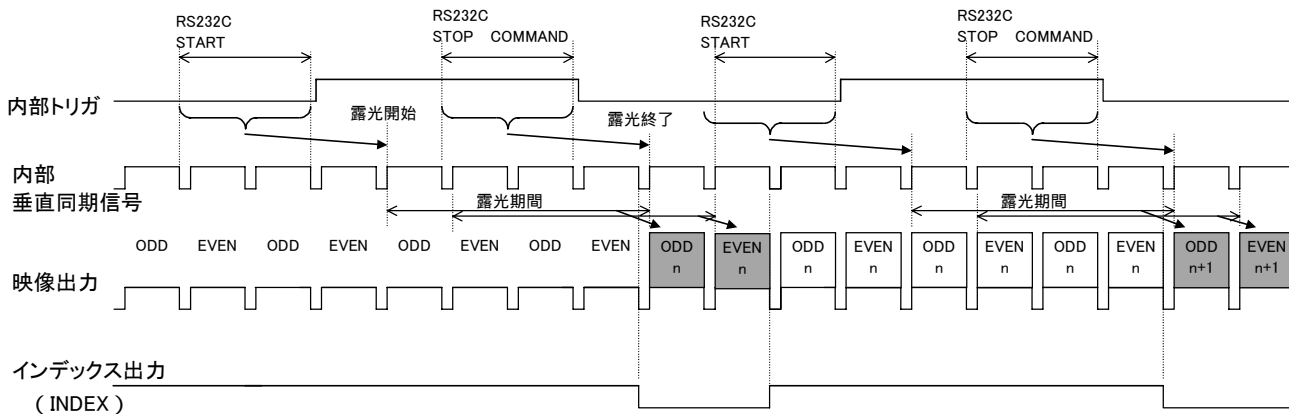 RS232C
START
RS232C
STOP COMMAND
RS232C
START
RS232C
STOP COMMAND
内部トリガ
露光開始
露光終了
内部
垂直同期信号
露光期間
露光期間
ODD EVEN ODD EVEN ODD EVEN ODD EVEN
ODD
n
EVEN
n
ODD
n
EVEN
n
ODD
n
EVEN
n
ODD
n
EVEN
n
ODD
n+1
EVEN
n+1
映像出力
インデックス出力
(INDEX)